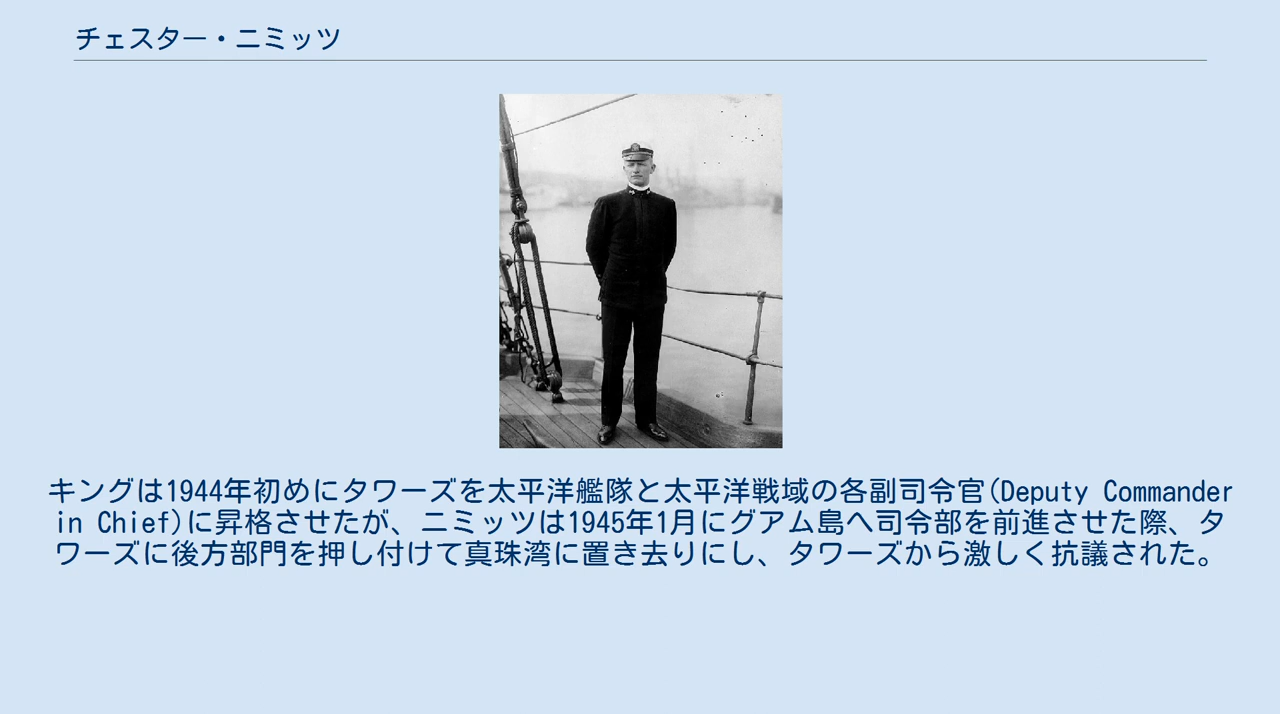 チェスター・ニミッツ
キングは1944年初めにタワーズを太平洋艦隊と太平洋戦域の各副司令官(Deputy Commander
in Chief)に昇格させたが、ニミッツは1945年1月にグアム島へ司令部を前進させた際、タ
ワーズに後方部門を押し付けて真珠湾に置き去りにし、タワーズから激しく抗議された。